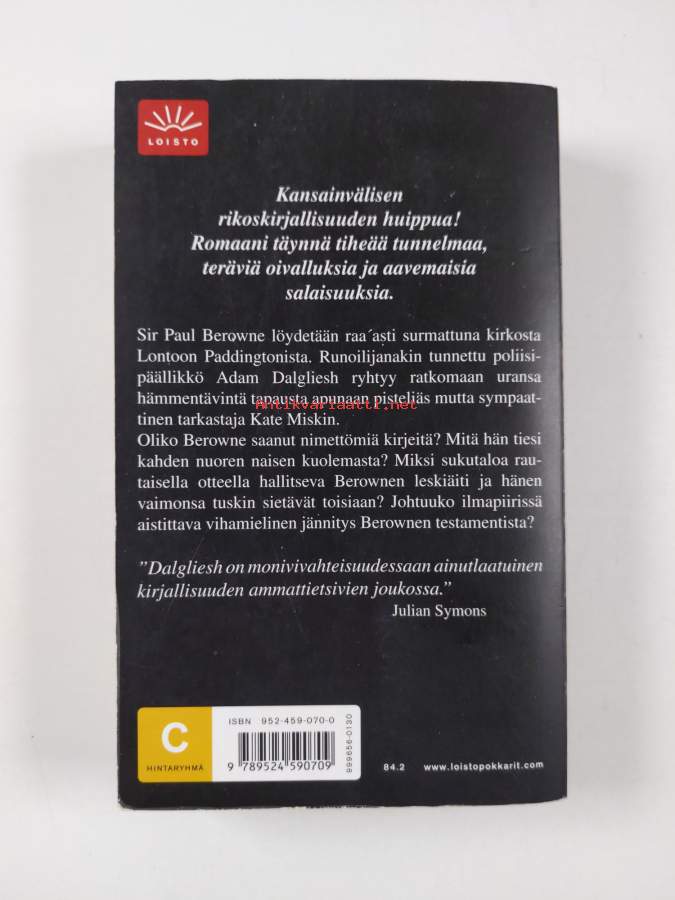 LOISTO
Kansainvälisen
rikoskirjallisuuden huippua!
Romaani täynnä tiheää tunnelmaa,
teräviä oivalluksia ja aavemaisia
salaisuuksia.
Sir Paul Berowne löydetään raa´asti surmattuna kirkosta
Lontoon Paddingtonista. Runoilijanakin tunnettu poliisi-
päällikkö Adam Dalgliesh ryhtyy ratkomaan uransa
hämmentävintä tapausta apunaan pisteliäs mutta sympaat-
Antikvariaatti.net
tinen tarkastaja Kate Miskin.
Oliko Berowne saanut nimettömiä kirjeitä? Mitä hän tiesi
kahden nuoren naisen kuolemasta? Miksi sukutaloa rau-
taisella otteella hallitseva Berownen leskiäiti ja hänen
vaimonsa tuskin sietävät toisiaan? Johtuuko ilmapiirissä
aistittava vihamielinen jännitys Berownen testamentista?
”Dalgliesh on monivivahteisuudessaan ainutlaatuinen
kirjallisuuden ammattietsivien joukossa.”
Julian Symons
C
HINTARYHMÄ
ISBN 952-459-070-0
9 789524 590709
999656-0130
84.2 www.loistopokkarit.com